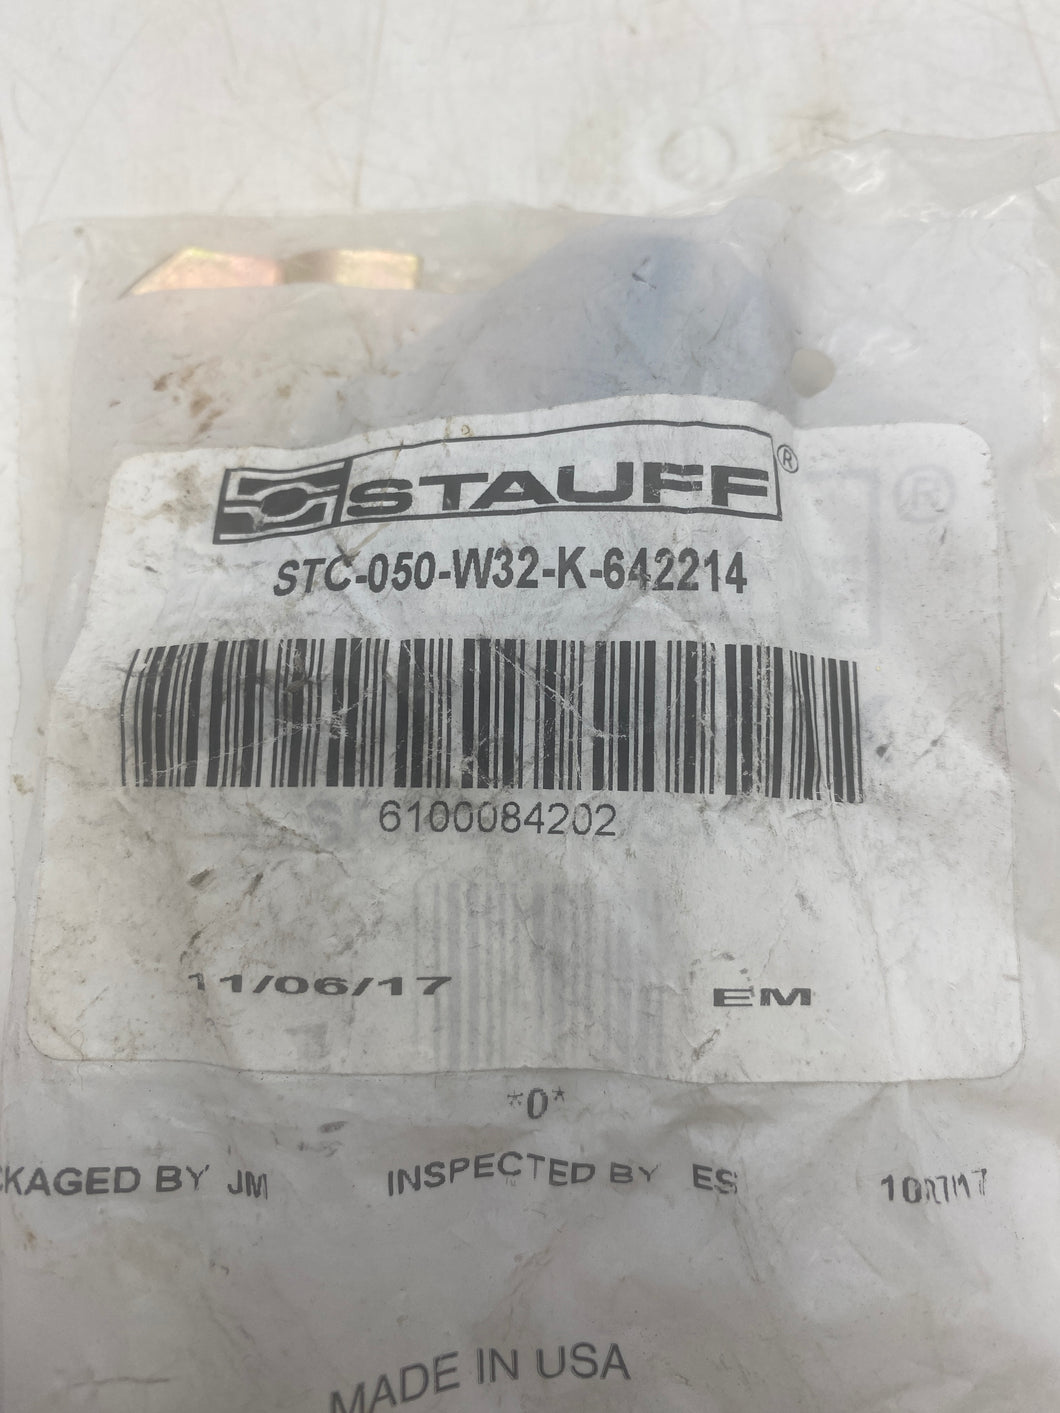 STAUFF®
STC-050-W32-K-642214
6100084202
11/06/17 EM
*0*
CKAGED BY JM INSPECTED BY ES
MADE IN USA